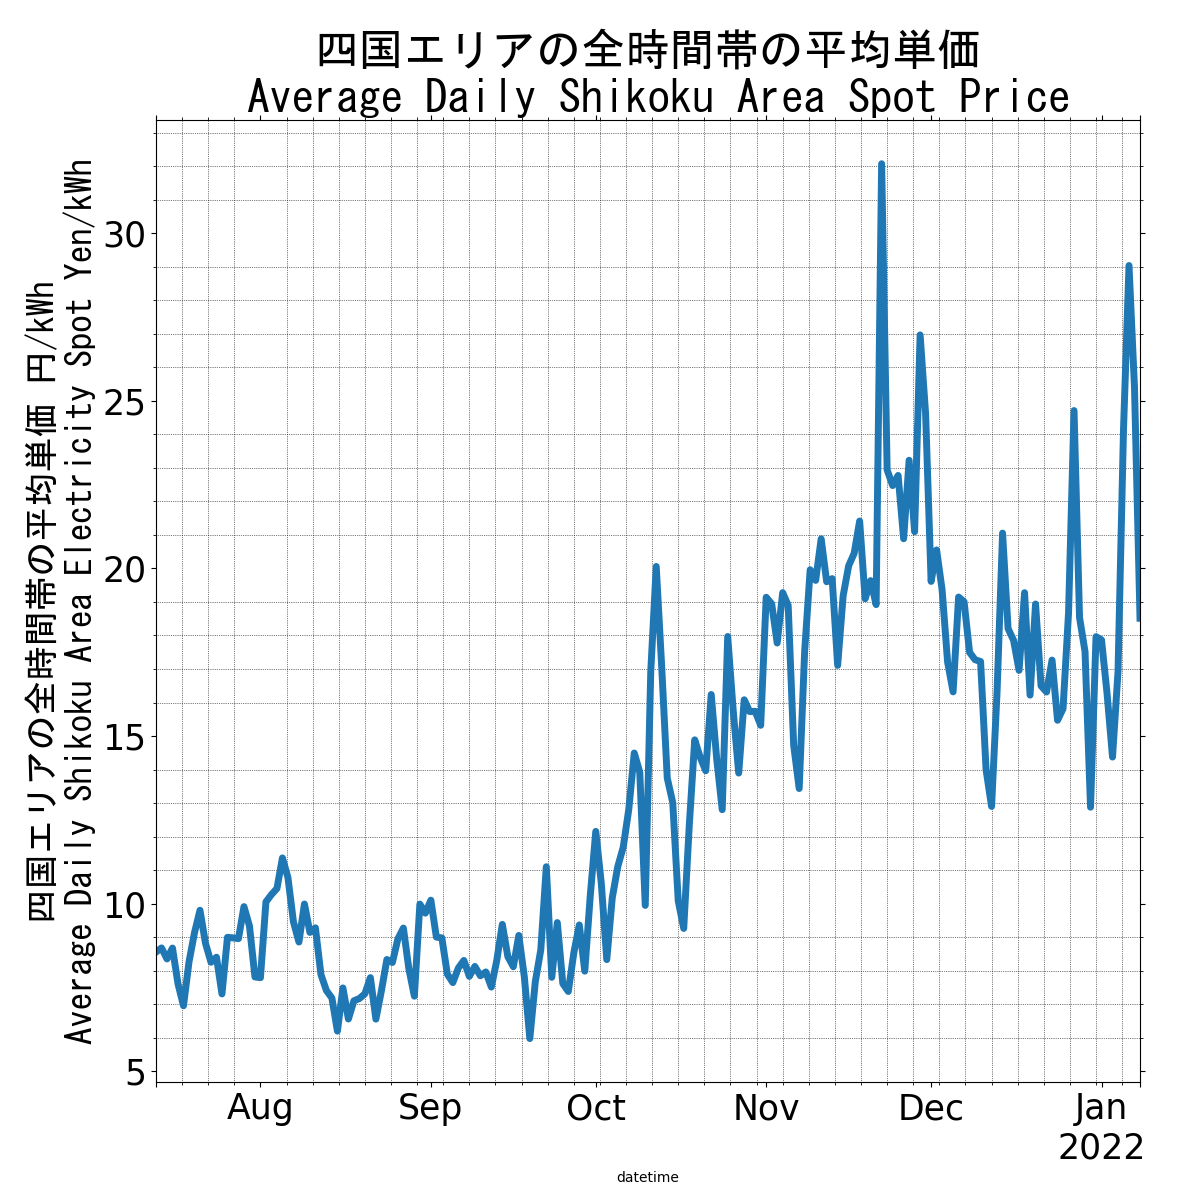 四国エリアの全時間帯の平均単価
Average Daily Shikoku Area Spot Price
四国エリアの全時間帯の平均単価 円/kWh
Average Daily Shikoku Area Electricity Spot Yen/kWh
30
25
20
15
10
5
Aug Sep Oct Nov Dec Jan
2022
datetime